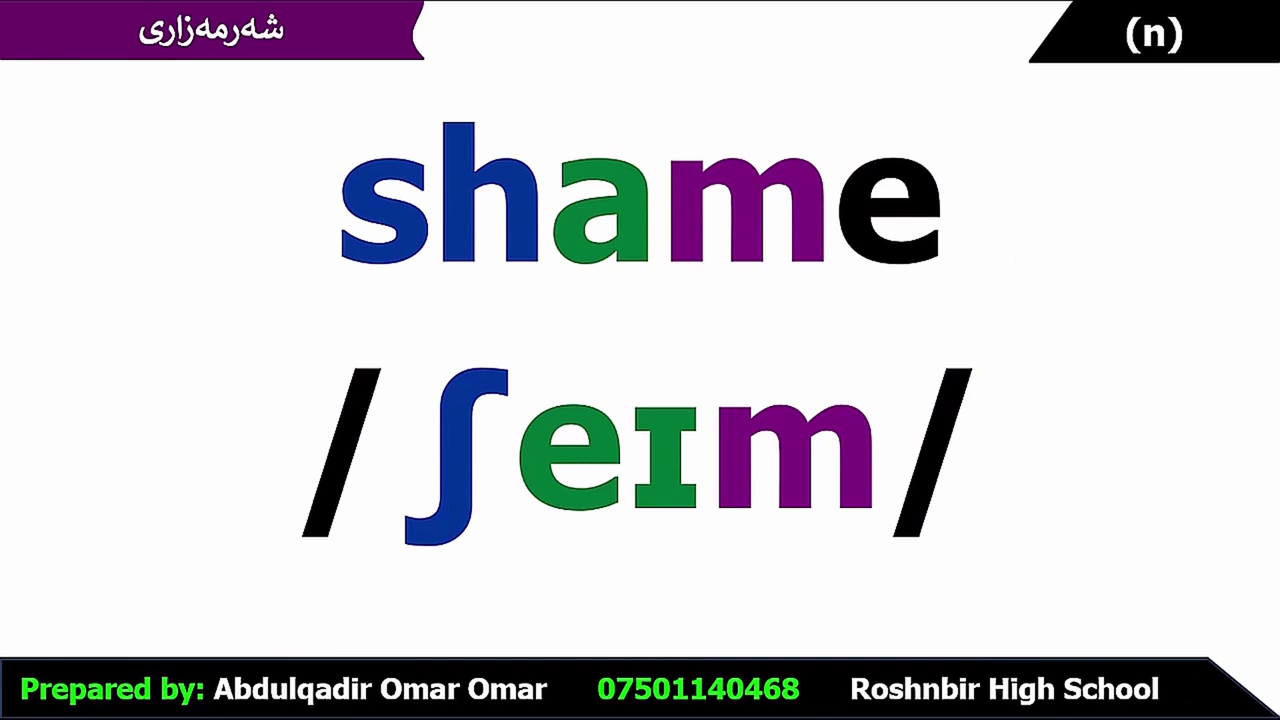 شەرمەزاری
(n)
shame
/ʃeɪm/
Prepared by: Abdulqadir Omar Omar 07501140468 Roshnbir High School